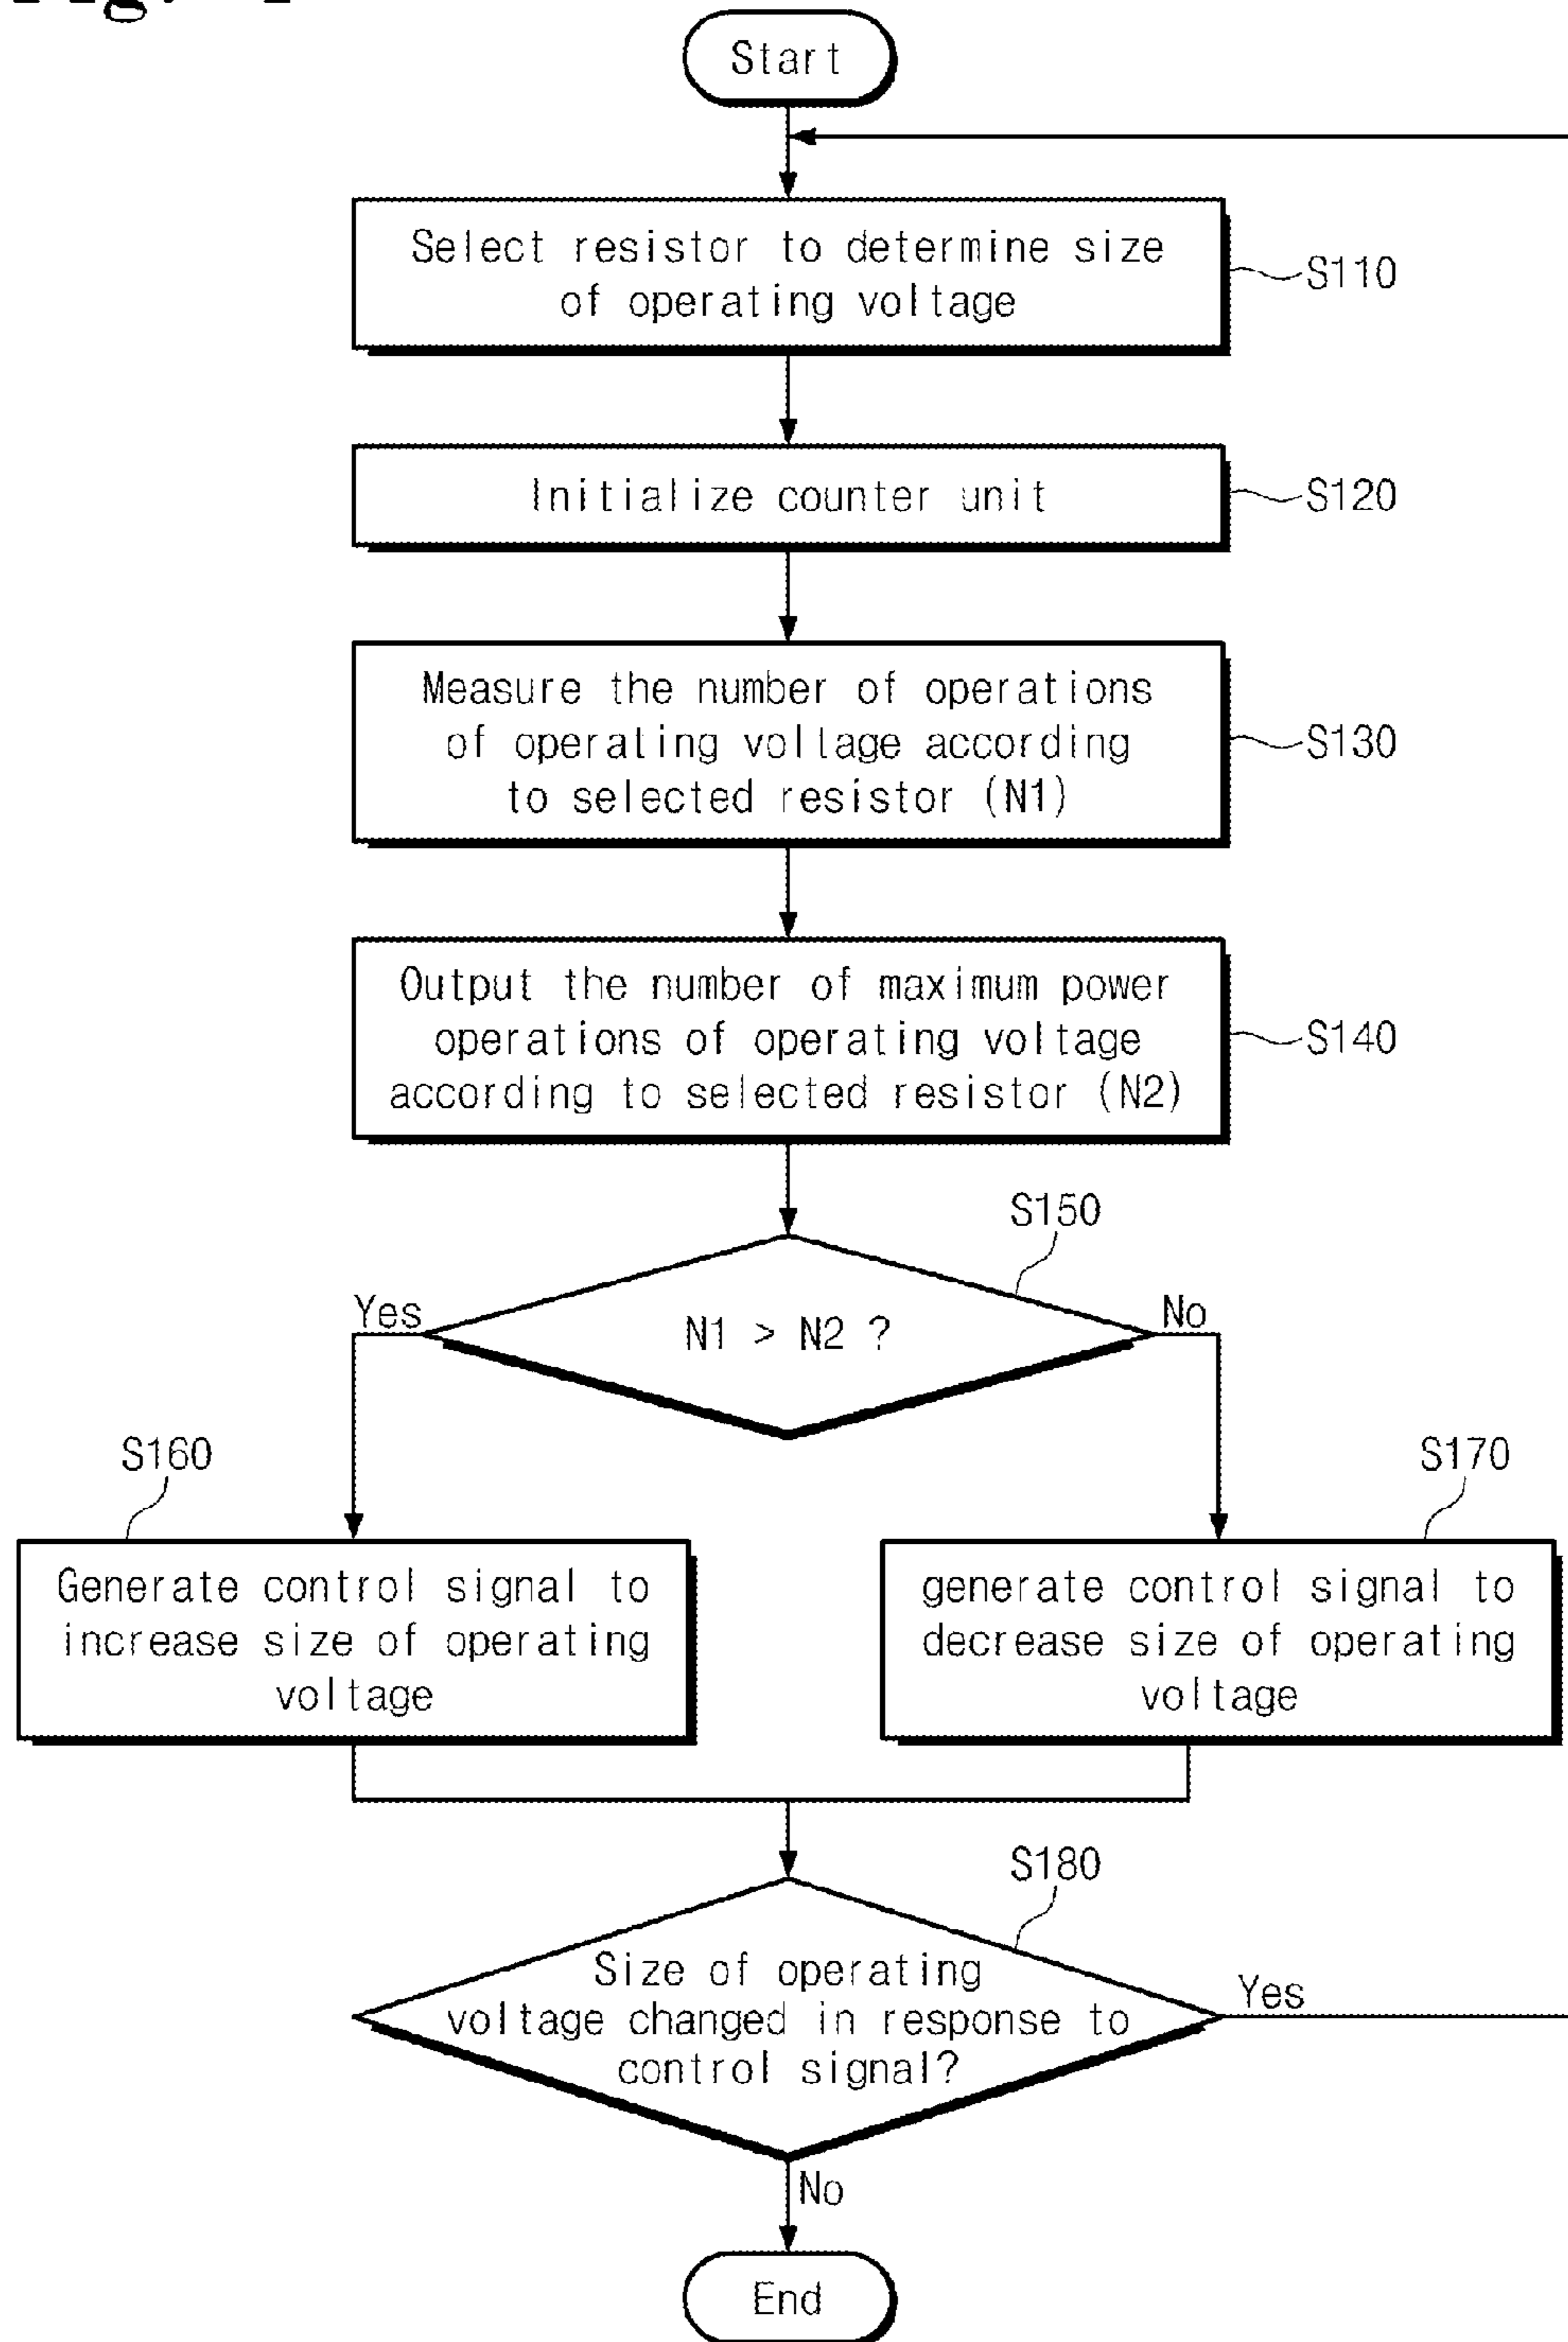 Start
Select resistor to determine size
of operating voltage
S110
Initialize counter unit
S120
Measure the number of operations
of operating voltage according
to selected resistor (N1)
S130
Output the number of maximum power
operations of operating voltage
according to selected resistor (N2)
S140
S150
Yes
N1 > N2 ?
No
S160
S170
Generate control signal to
increase size of operating
voltage
generate control signal to
decrease size of operating
voltage
S180
Size of operating
voltage changed in response to
control signal?
Yes
No
End